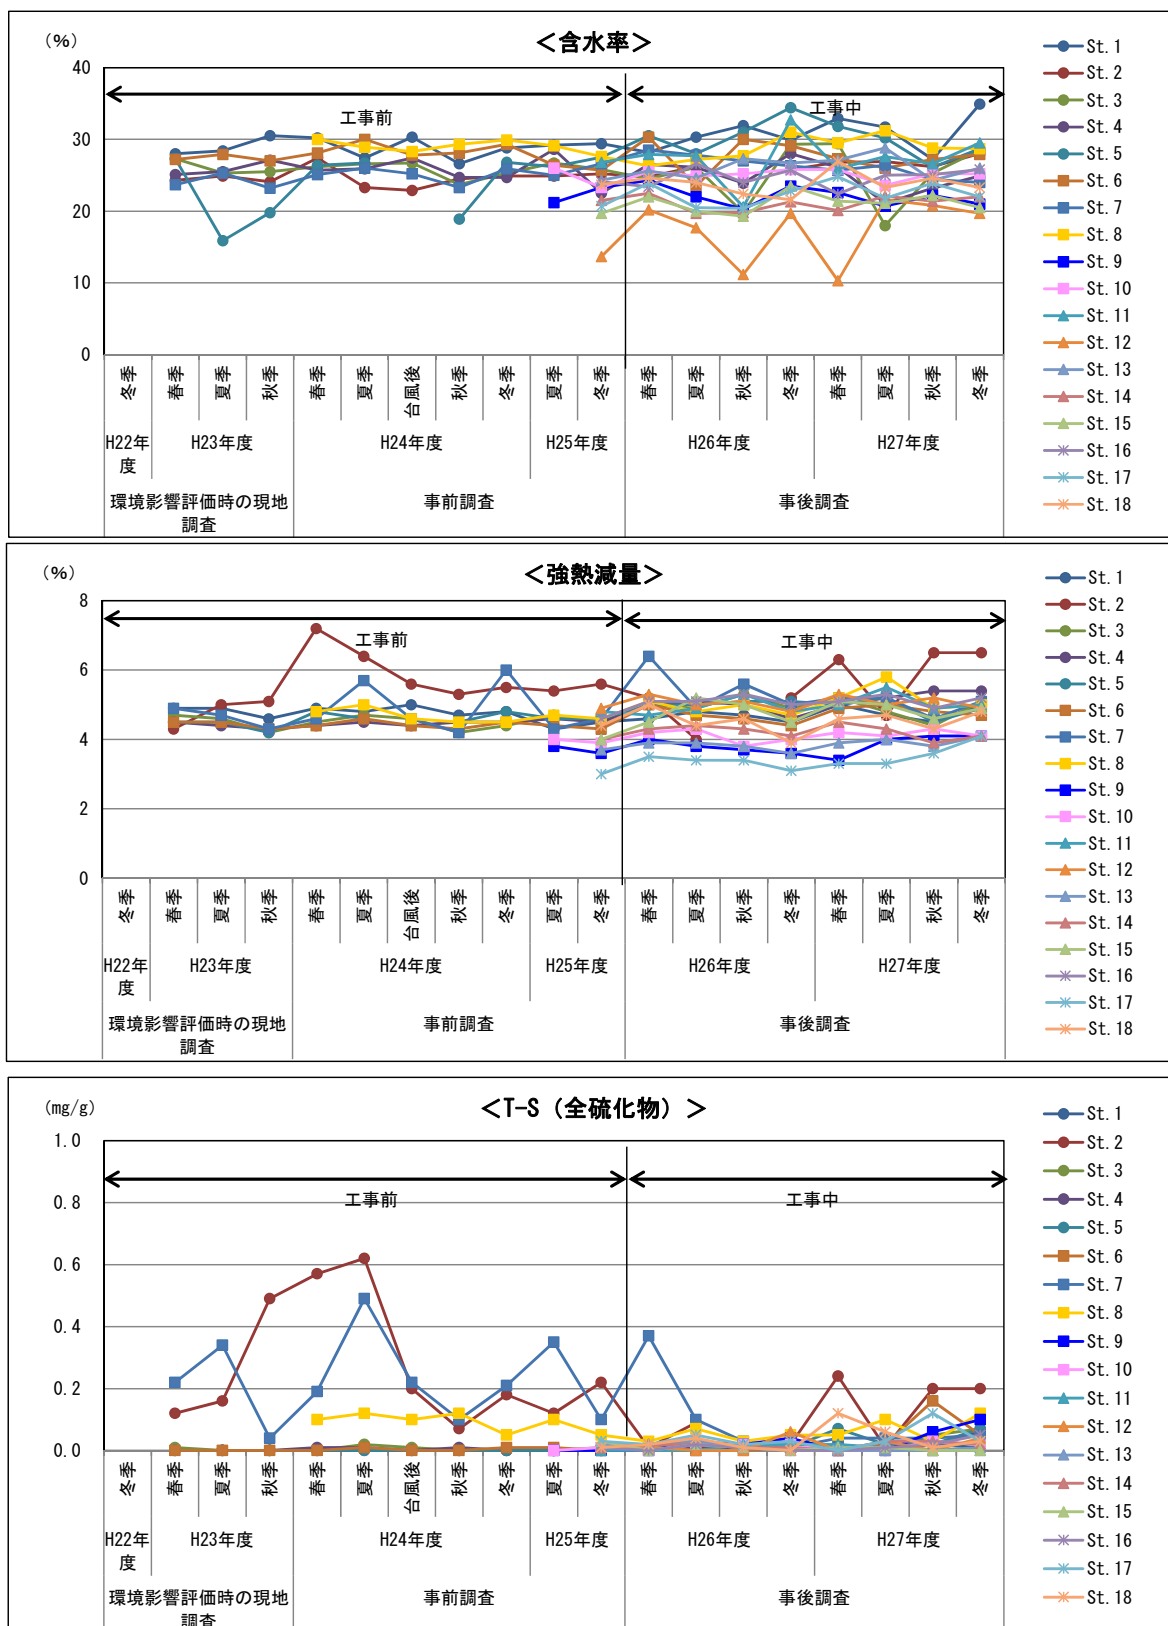 ＜含水率＞
（%）
40
30
20
10
0
工事前
工事中
冬季 春季 夏季 秋季 春季 夏季 台風後 秋季 冬季 夏季 冬季 春季 夏季 秋季 冬季 春季 夏季 秋季 冬季
H22年度 H23年度 H24年度 H25年度 H26年度 H27年度
環境影響評価時の現地調査 事前調査 事後調査
St. 1
St. 2
St. 3
St. 4
St. 5
St. 6
St. 7
St. 8
St. 9
St. 10
St. 11
St. 12
St. 13
St. 14
St. 15
St. 16
St. 17
St. 18
＜強熱減量＞
（%）
8
6
4
2
0
工事前
工事中
冬季 春季 夏季 秋季 春季 夏季 台風後 秋季 冬季 夏季 冬季 春季 夏季 秋季 冬季 春季 夏季 秋季 冬季
H22年度 H23年度 H24年度 H25年度 H26年度 H27年度
環境影響評価時の現地調査 事前調査 事後調査
St. 1
St. 2
St. 3
St. 4
St. 5
St. 6
St. 7
St. 8
St. 9
St. 10
St. 11
St. 12
St. 13
St. 14
St. 15
St. 16
St. 17
St. 18
＜T-S（全硫化物）＞
（mg/g）
1.0
0.8
0.6
0.4
0.2
0.0
工事前
工事中
冬季 春季 夏季 秋季 春季 夏季 台風後 秋季 冬季 夏季 冬季 春季 夏季 秋季 冬季 春季 夏季 秋季 冬季
H22年度 H23年度 H24年度 H25年度 H26年度 H27年度
環境影響評価時の現地調査 事前調査 事後調査
St. 1
St. 2
St. 3
St. 4
St. 5
St. 6
St. 7
St. 8
St. 9
St. 10
St. 11
St. 12
St. 13
St. 14
St. 15
St. 16
St. 17
St. 18